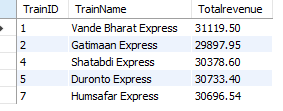 TrainID TrainName Totalrevenue
1 Vande Bharat Express 31119.50
2 Gatimaan Express 29897.95
4 Shatabdi Express 30378.60
5 Duronto Express 30733.40
7 Humsafar Express 30696.54